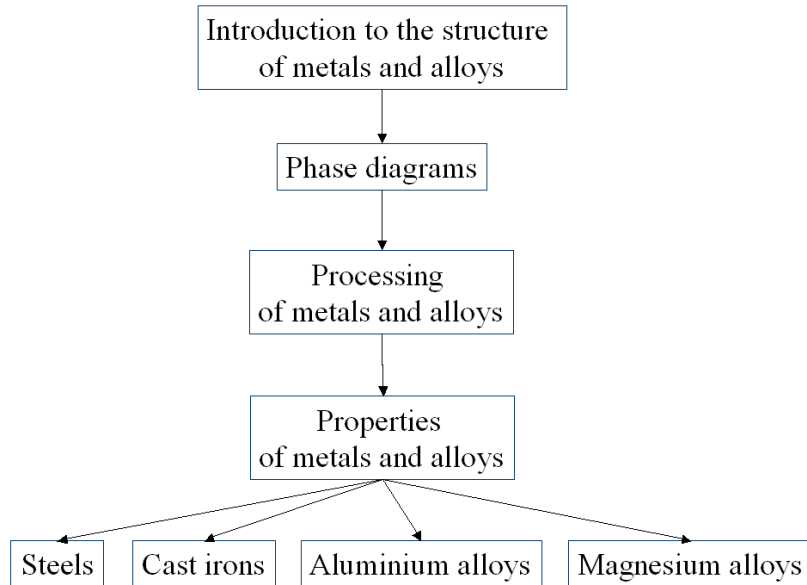 Introduction to the structure
of metals and alloys
Phase diagrams
Processing
of metals and alloys
Properties
of metals and alloys
Steels
Cast irons
Aluminium alloys
Magnesium alloys